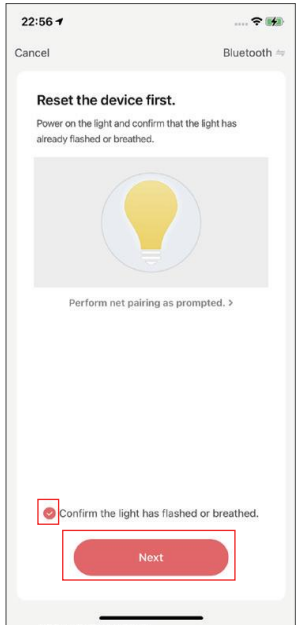 22:56
Cancel
Bluetooth
Reset the device first.
Power on the light and confirm that the light has
already flashed or breathed.
Perform net pairing as prompted. >
Confirm the light has flashed or breathed.
Next